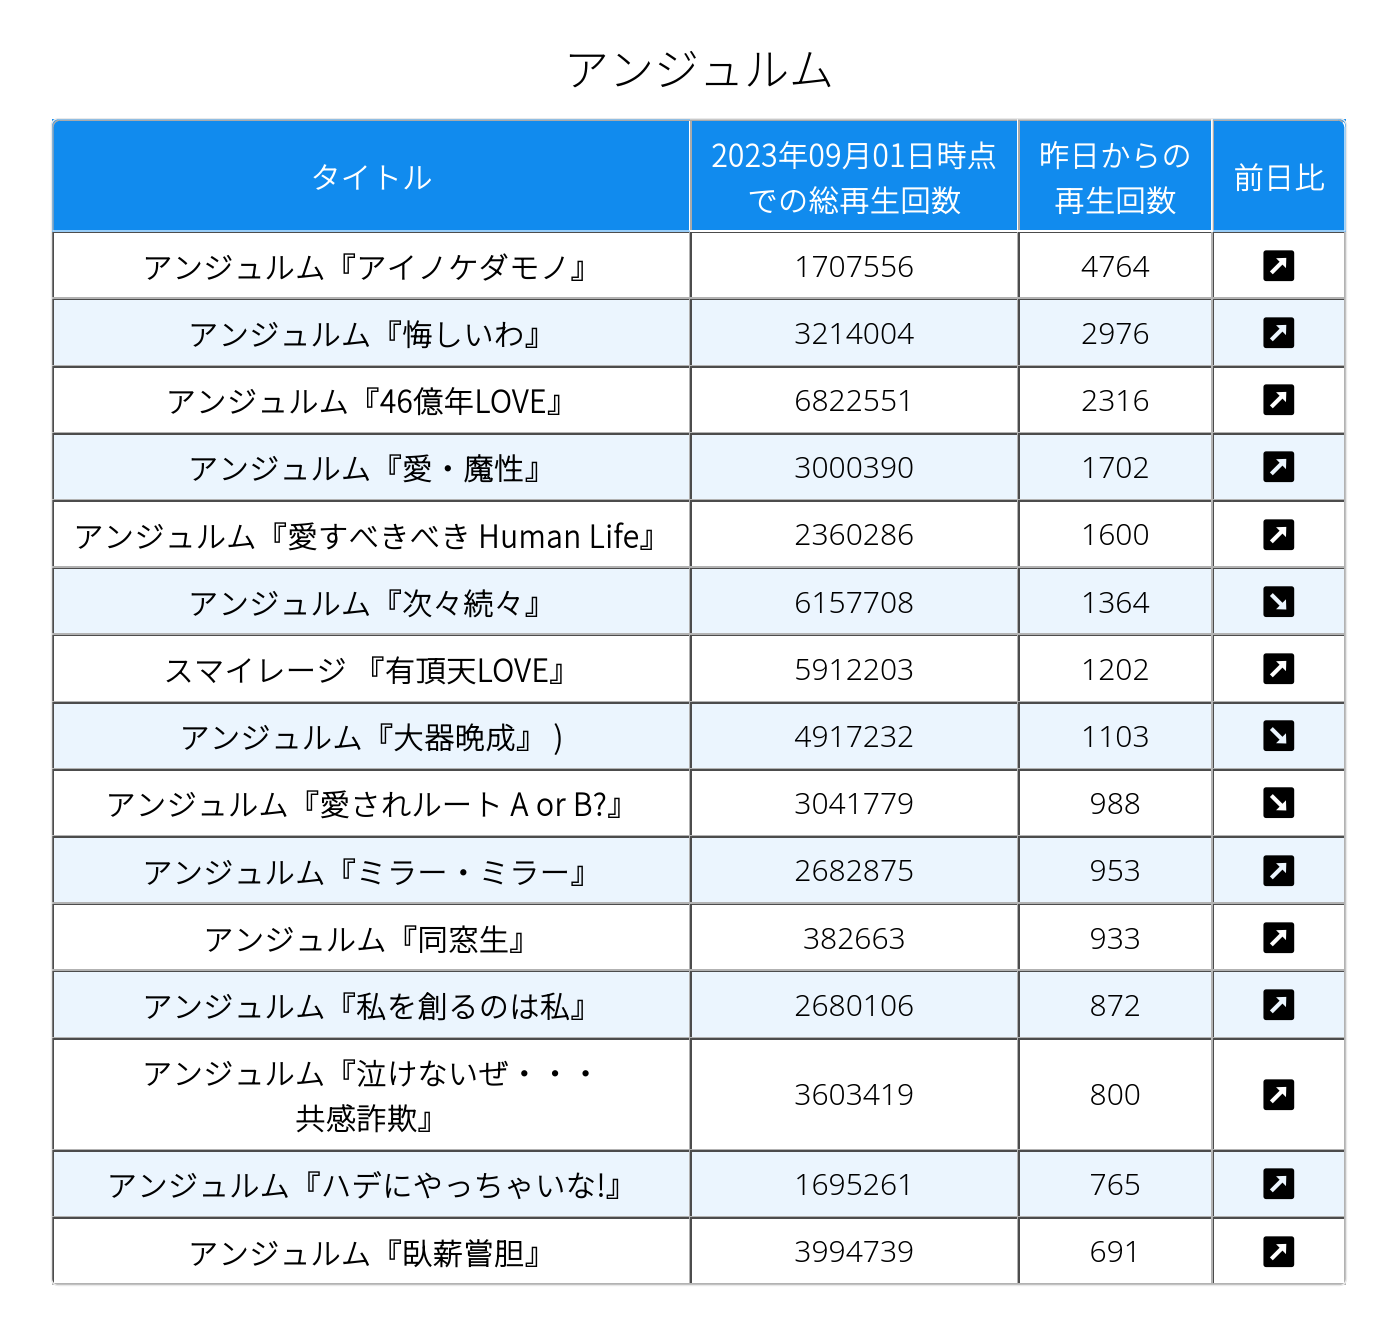 アンジュルム
タイトル
2023年09月01日時点
での総再生回数
昨日からの
再生回数
前日比
アンジュルム『アイノケダモノ』 1707556 4764
アンジュルム『悔しいわ』 3214004 2976
アンジュルム『46億年LOVE』 6822551 2316
アンジュルム『愛・魔性』 3000390 1702
アンジュルム『愛すべきべき Human Life』 2360286 1600
アンジュルム『次々続々』 6157708 1364
スマイレージ 『有頂天LOVE』 5912203 1202
アンジュルム『大器晩成』 ) 4917232 1103
アンジュルム『愛されルート A or B?』 3041779 988
アンジュルム『ミラー・ミラー』 2682875 953
アンジュルム『同窓生』 382663 933
アンジュルム『私を創るのは私』 2680106 872
アンジュルム『泣けないぜ・・・
共感詐欺』 3603419 800
アンジュルム『ハデにやっちゃいな!』 1695261 765
アンジュルム『臥薪嘗胆』 3994739 691